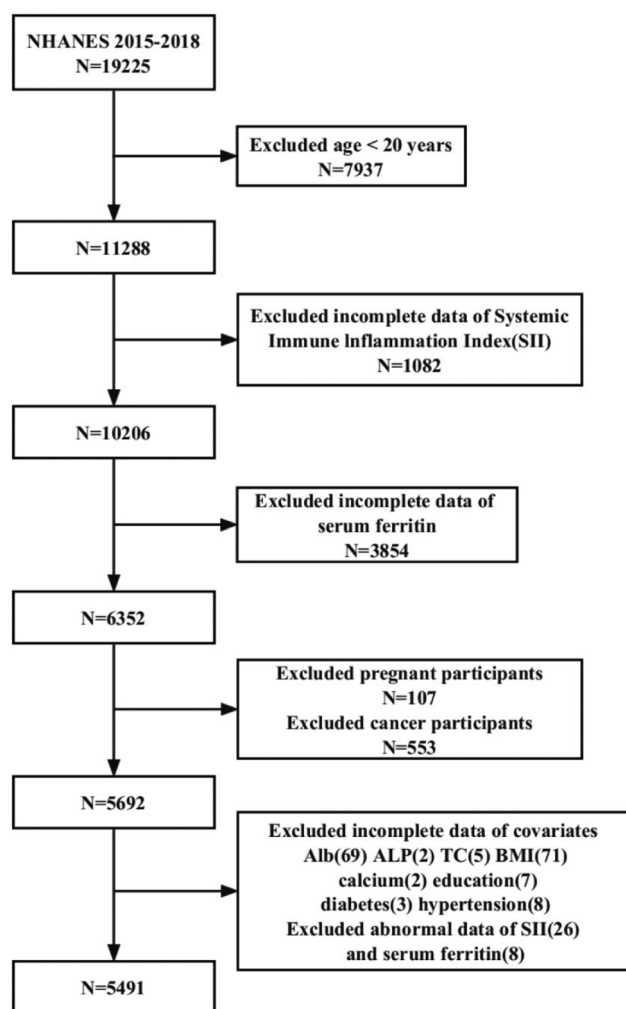 NHANES 2015-2018
N=19225
Excluded age < 20 years
N=7937
N=11288
Excluded incomplete data of Systemic
Immune lnflammation Index(SII)
N=1082
N=10206
Excluded incomplete data of
serum ferritin
N=3854
N=6352
Excluded pregnant participants
N=107
Excluded cancer participants
N=553
N=5692
Excluded incomplete data of covariates
Alb(69) ALP(2) TC(5) BMI(71)
calcium(2) education(7)
diabetes(3) hypertension(8)
Excluded abnormal data of SII(26)
and serum ferritin(8)
N=5491